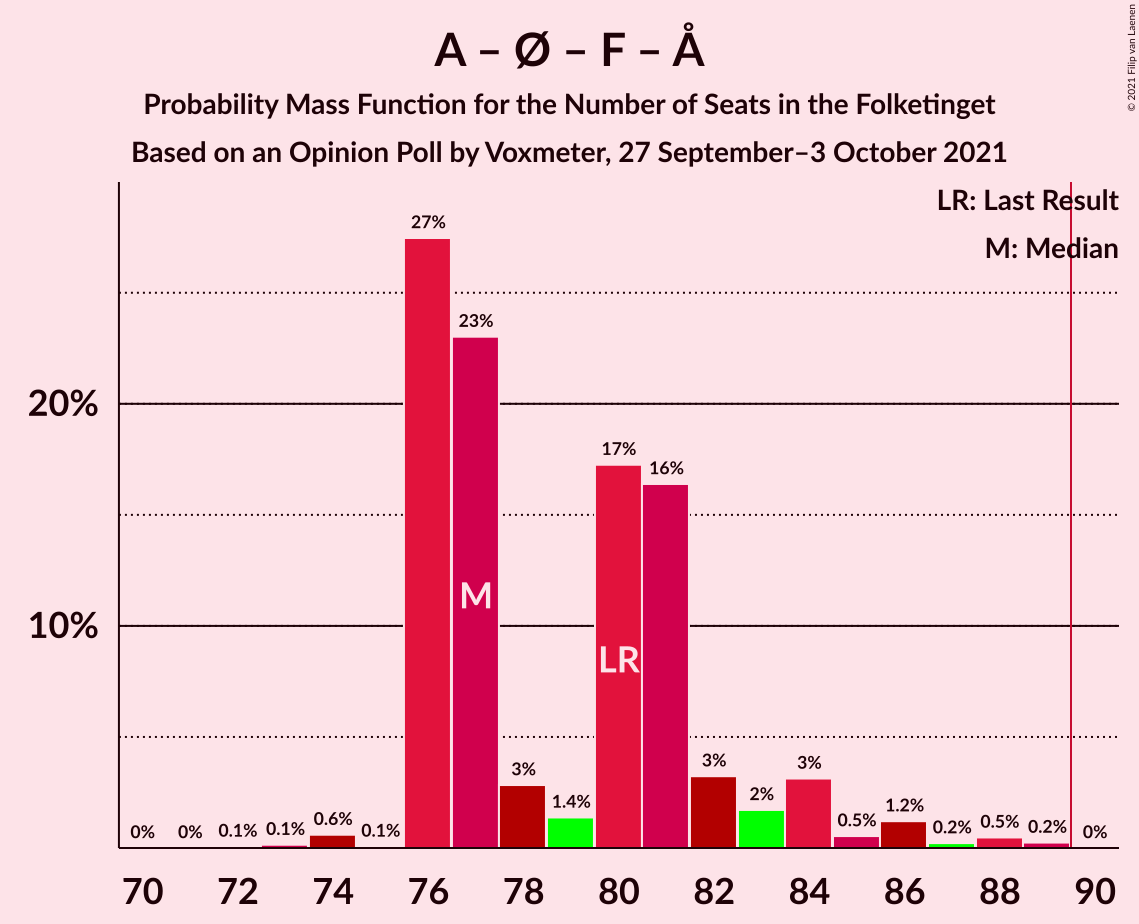 A – Ø – F – Å
Probability Mass Function for the Number of Seats in the Folketinget
Based on an Opinion Poll by Voxmeter, 27 September–3 October 2021
© 2021 Filip van Laenen
LR: Last Result
M: Median
27%
23%
20%
17%
16%
M
10%
LR
3%
1.4%
3%
2%
3%
0% 0% 0.1% 0.1% 0.6% 0.1%
0.5% 1.2% 0.2% 0.5% 0.2% 0%
70 72 74 76 78 80 82 84 86 88 90